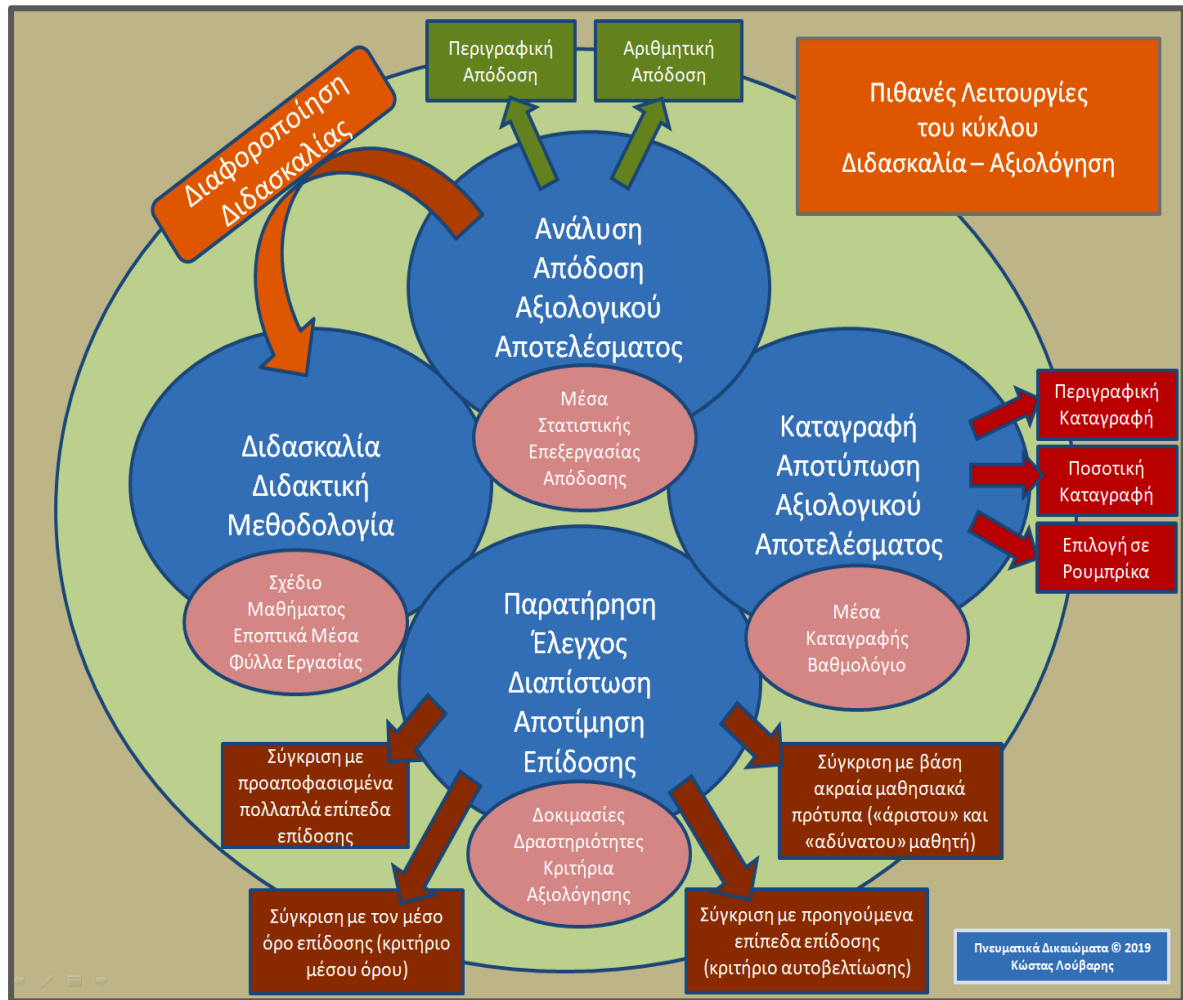 Περιγραφική
Απόδοση
Αριθμητική
Απόδοση
Πιθανές Λειτουργίες
του κύκλου
Διδασκαλία – Αξιολόγηση
Διαφοροποίηση
Διδασκαλίας
Ανάλυση
Απόδοση
Αξιολογικού
Αποτελέσματος
Μέσα
Στατιστικής
Επεξεργασίας
Απόδοσης
Διδασκαλία
Διδακτική
Μεθοδολογία
Σχέδιο
Μαθήματος
Εποπτικά Μέσα
Φύλλα Εργασίας
Καταγραφή
Αποτύπωση
Αξιολογικού
Αποτελέσματος
Μέσα
Καταγραφής
Βαθμολόγιο
Περιγραφική
Καταγραφή
Ποσοτική
Καταγραφή
Επιλογή σε
Ρουμπρίκα
Παρατήρηση
Έλεγχος
Διαπίστωση
Αποτίμηση
Επίδοσης
Δοκιμασίες
Δραστηριότητες
Κριτήρια
Αξιολόγησης
Σύγκριση με
προαποφασισμένα
πολλαπλά επίπεδα
επίδοσης
Σύγκριση με βάση
ακραία μαθησιακά
πρότυπα («άριστου» και
«αδύνατου» μαθητή)
Σύγκριση με τον μέσο
όρο επίδοσης (κριτήριο
μέσου όρου)
Σύγκριση με προηγούμενα
επίπεδα επίδοσης
(κριτήριο αυτοβελτίωσης)
Πνευματικά Δικαιώματα © 2019
Κώστας Λούβαρης